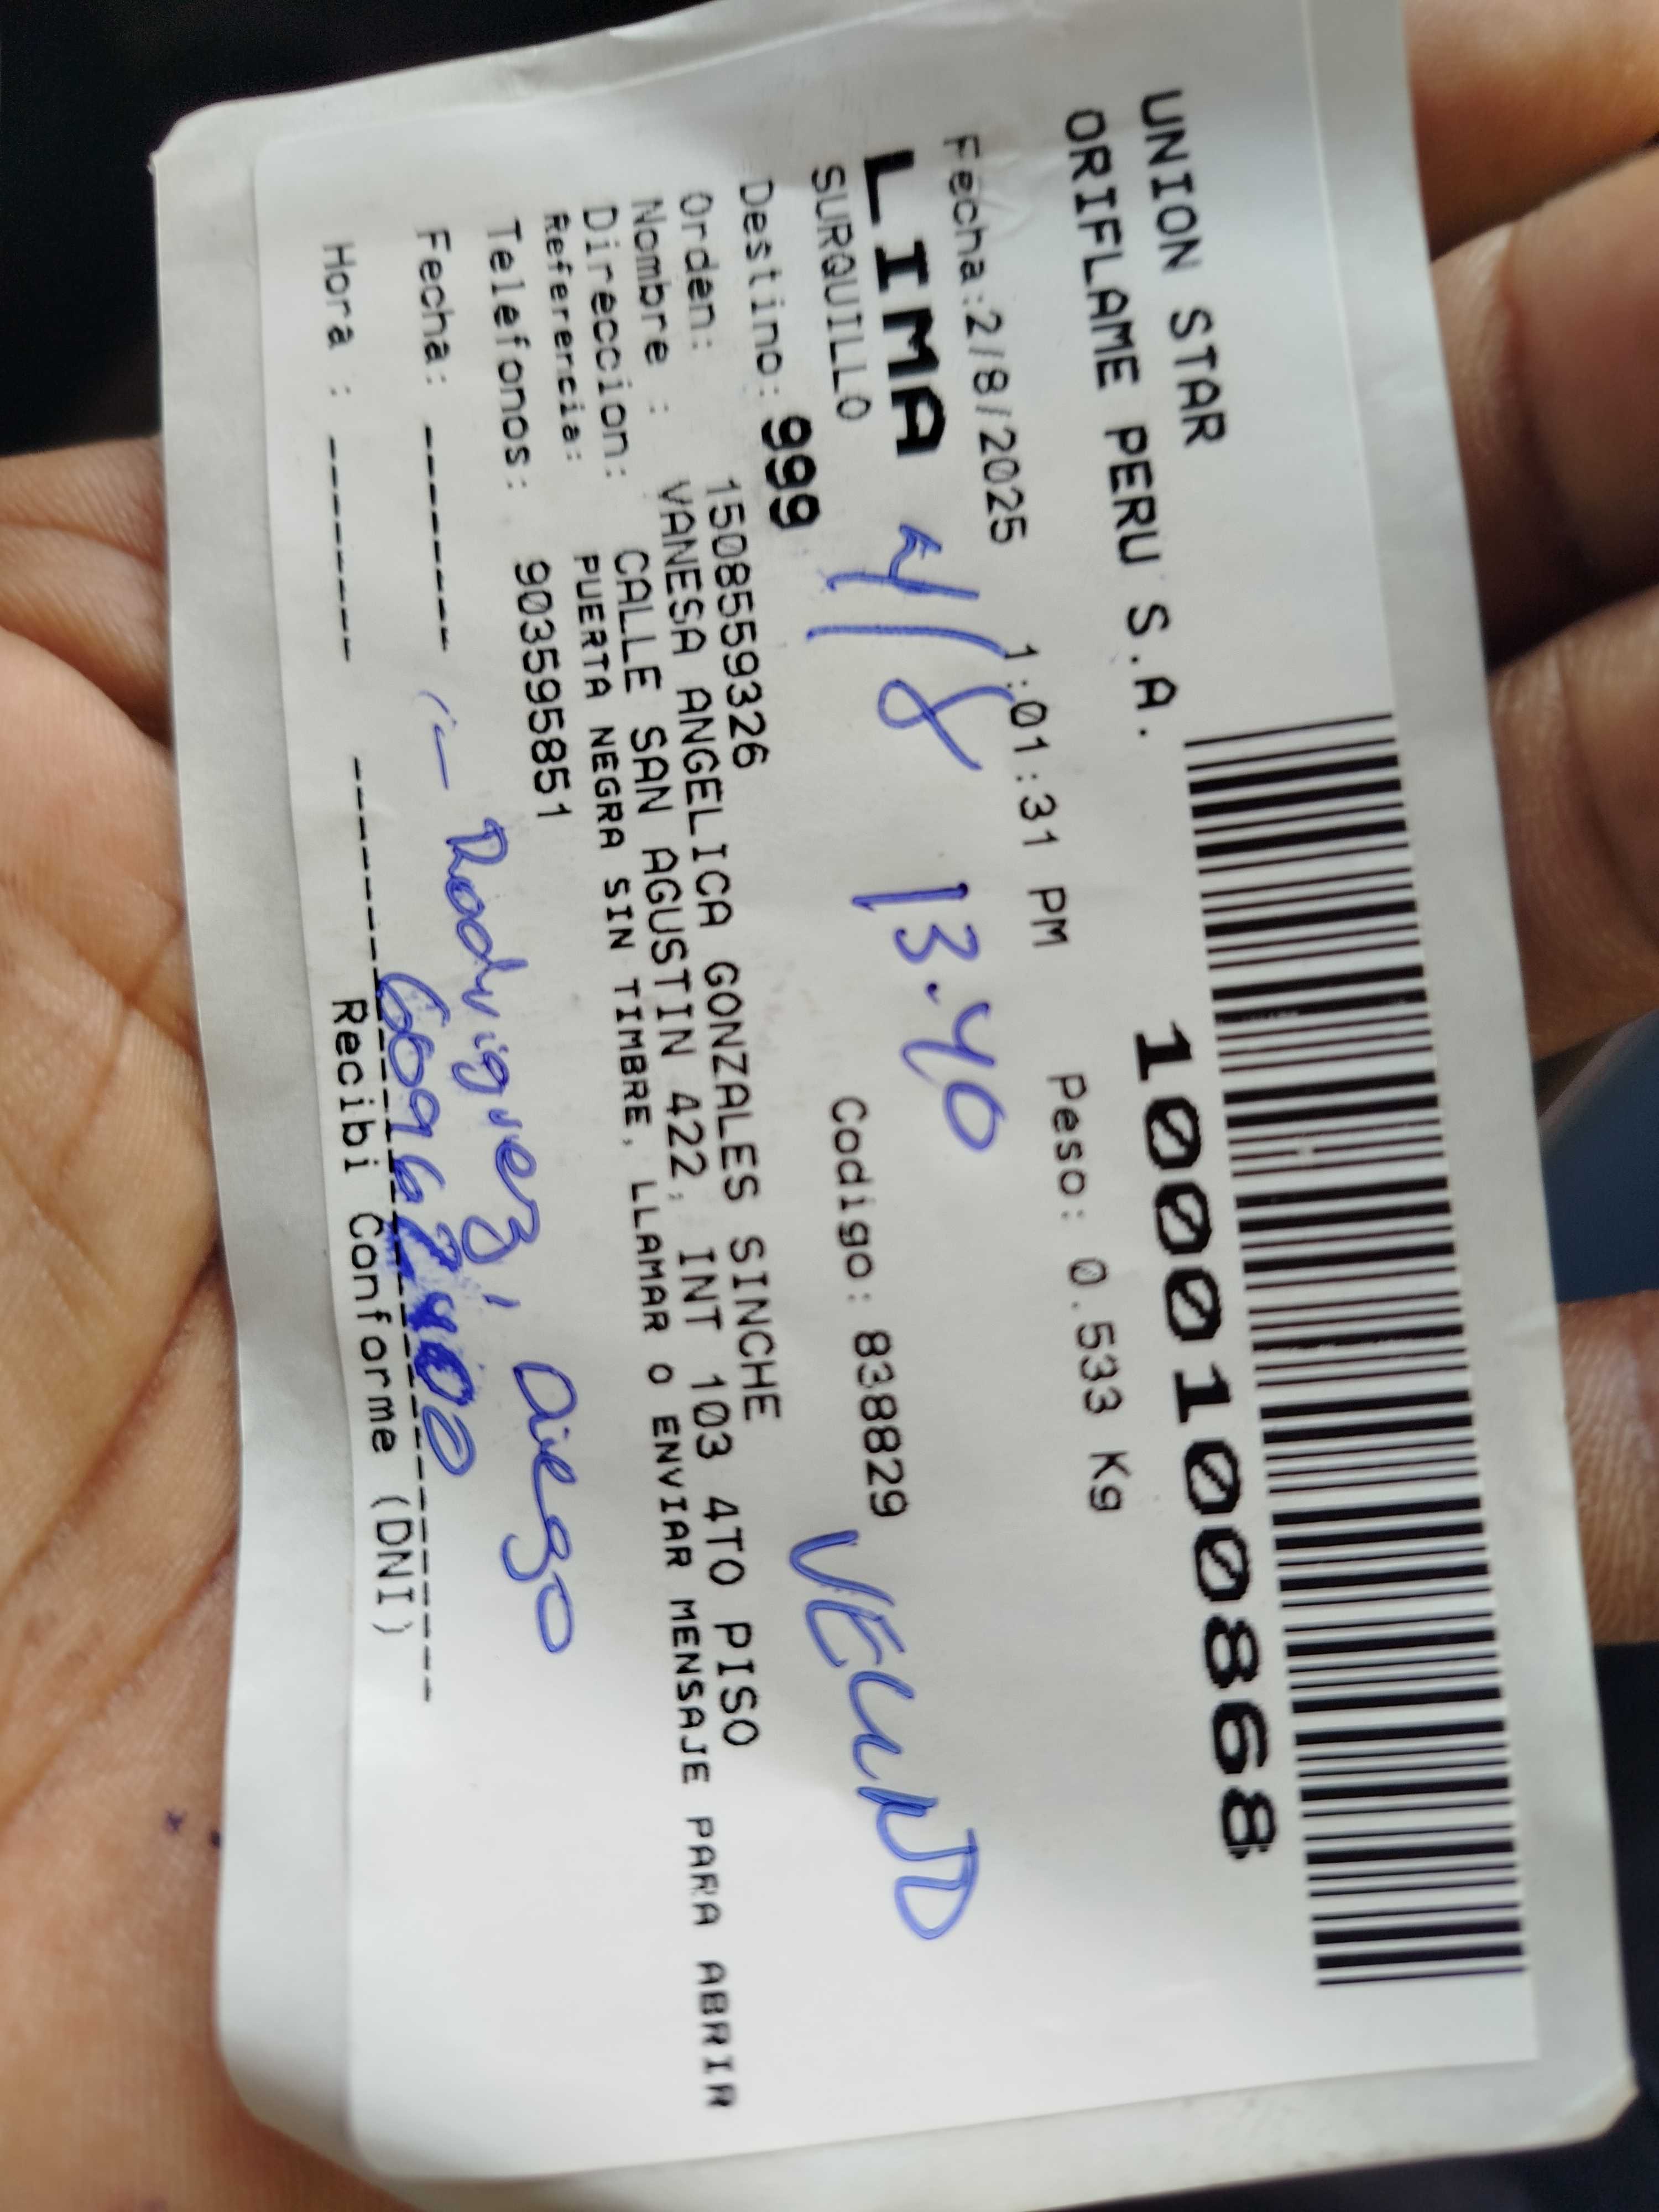 UNION STAR
ORIFLAME PERU S.A.
10001000868
Fecha:2/8/2025 1:01:31 PM Peso: 0.533 Kg
LIMA 4/8 13.40
SURQUILLO Codigo: 838829
Destino: 999
Orden: 1508559326
Nombre : VANESA ANGELICA GONZALES SINCHE
Direccion: CALLE SAN AGUSTIN 422, INT 103 4TO PISO
Referencia: PUERTA NEGRA SIN TIMBRE, LLAMAR O ENVIAR MENSAJE PARA ABRIR
Telefonos: 903595851
Rodriguez, Diego
Fecha: -------
Hora : -------
Recibi Conforme (DNI)